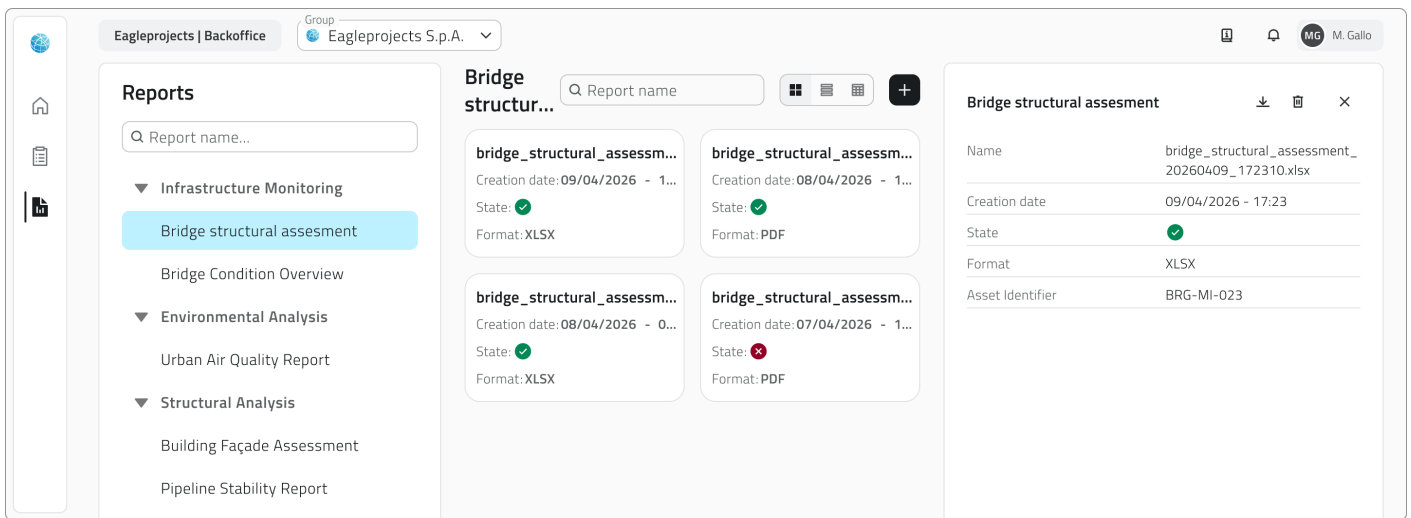 Eagleprojects | Backoffice
Group
Eagleprojects S.p.A.
MG
M. Gallo
Reports
Report name...
Infrastructure Monitoring
Bridge structural assesment
Bridge Condition Overview
Environmental Analysis
Urban Air Quality Report
Structural Analysis
Building Façade Assessment
Pipeline Stability Report
Bridge
structur...
Report name
bridge_structural_assessm...
Creation date: 09/04/2026 - 1...
State:
Format: XLSX
bridge_structural_assessm...
Creation date: 08/04/2026 - 1...
State:
Format: PDF
bridge_structural_assessm...
Creation date: 08/04/2026 - 0...
State:
Format: XLSX
bridge_structural_assessm...
Creation date: 07/04/2026 - 1...
State:
Format: PDF
Bridge structural assesment
Name
bridge_structural_assessment_
20260409_172310.xlsx
Creation date
09/04/2026 - 17:23
State
Format
XLSX
Asset Identifier
BRG-MI-023